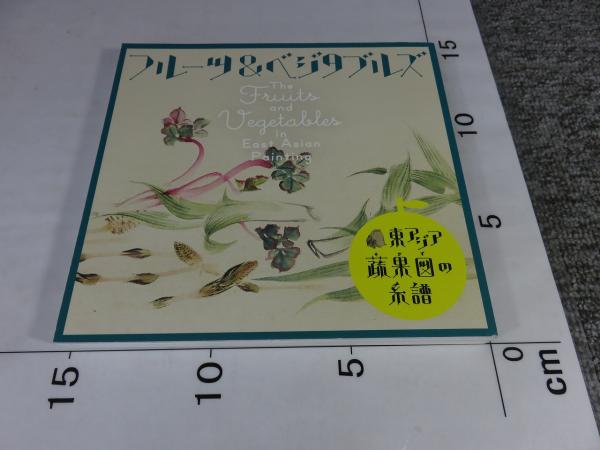 フルーツ&ベジタブルズ
The
Fruits
and
Vegetables
in
East Asian
Painting
東アジア
蔬果図の
系譜
15
10
5
0
cm
5
10
15